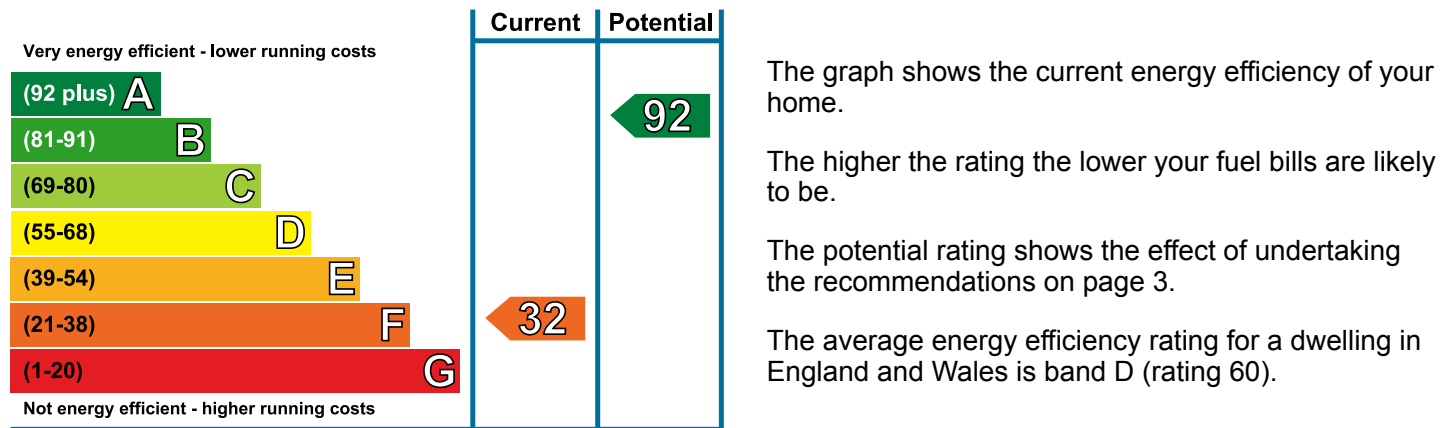 Current Potential
Very energy efficient - lower running costs
(92 plus) A
92
(81-91) B
(69-80) C
(55-68) D
(39-54) E
(21-38) F
32
(1-20) G
Not energy efficient - higher running costs
The graph shows the current energy efficiency of your
home.
The higher the rating the lower your fuel bills are likely
to be.
The potential rating shows the effect of undertaking
the recommendations on page 3.
The average energy efficiency rating for a dwelling in
England and Wales is band D (rating 60).